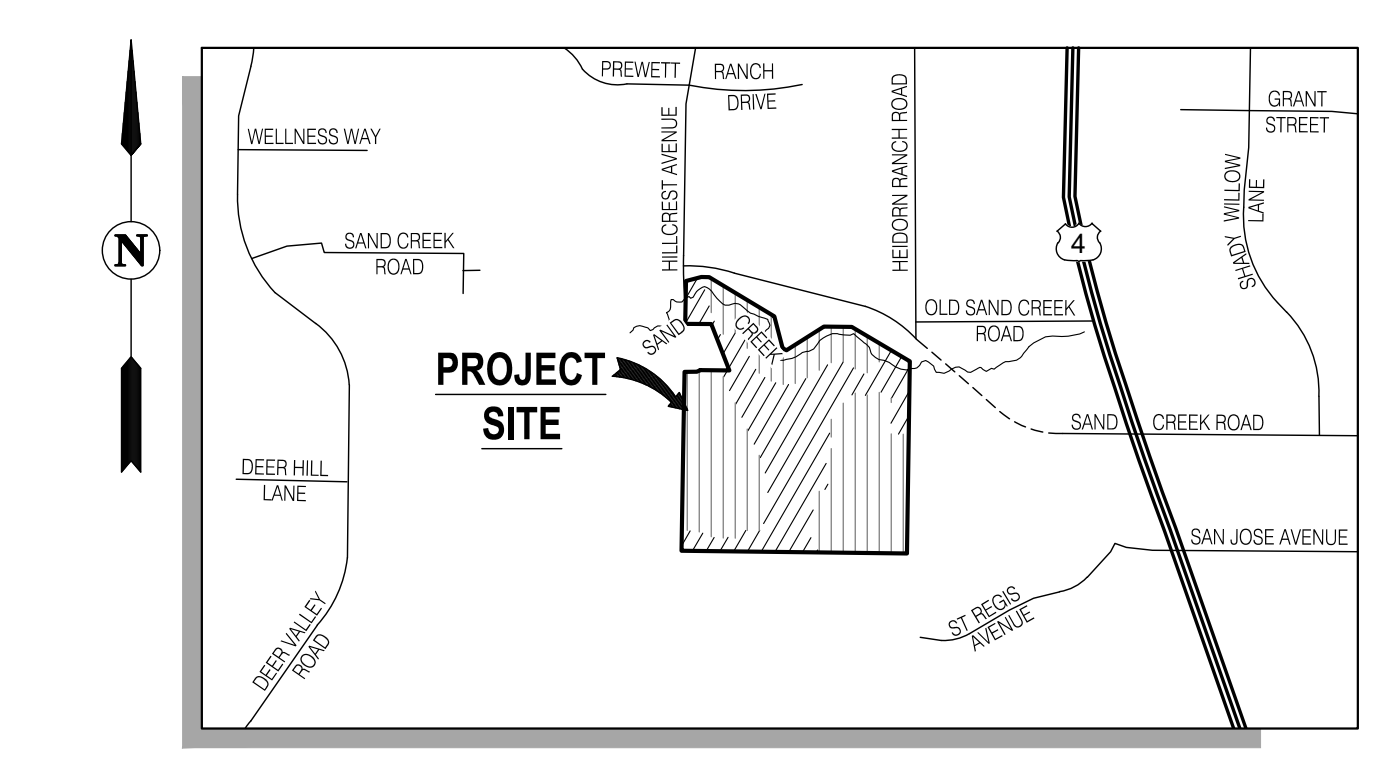 PREWETT RANCH
DRIVE
GRANT
STREET
WELLNESS WAY
HILLCREST AVENUE
HEIDORN RANCH ROAD
SHADY WILLOW
LANE
N
SAND CREEK
ROAD
4
OLD SAND CREEK
ROAD
SAND CREEK
PROJECT
SITE
SAND CREEK ROAD
DEER HILL
LANE
SAN JOSE AVENUE
ST REGIS
AVENUE
DEER VALLEY
ROAD